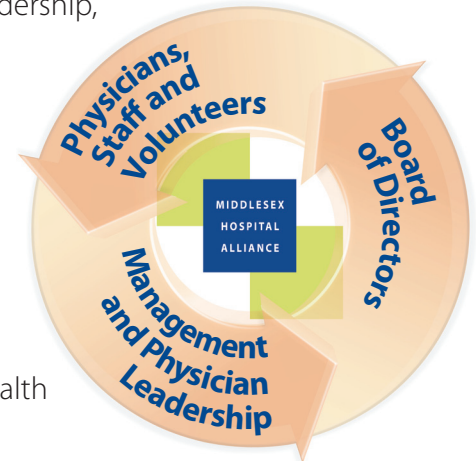 dership,
Physicians,
Staff and
Volunteers
Board
of Directors
MIDDLESEX
HOSPITAL
ALLIANCE
Management
and Physician
Leadership
alth